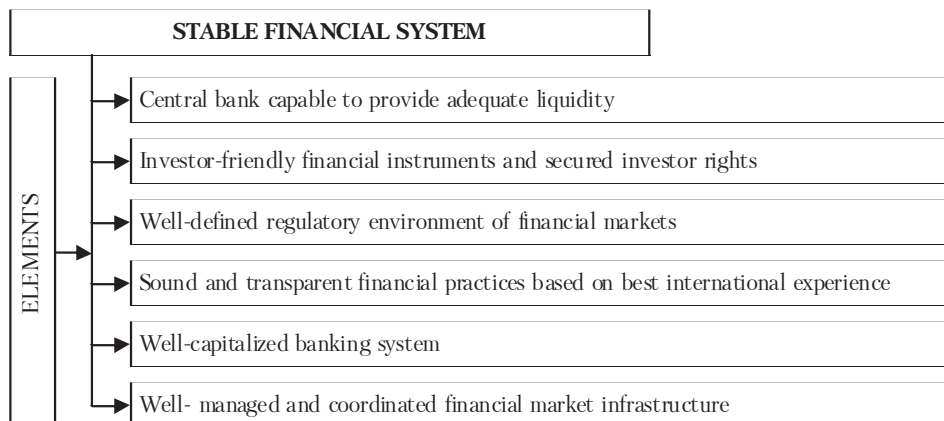 STABLE FINANCIAL SYSTEM
ELEMENTS
Central bank capable to provide adequate liquidity
Investor-friendly financial instruments and secured investor rights
Well-defined regulatory environment of financial markets
Sound and transparent financial practices based on best international experience
Well-capitalized banking system
Well- managed and coordinated financial market infrastructure